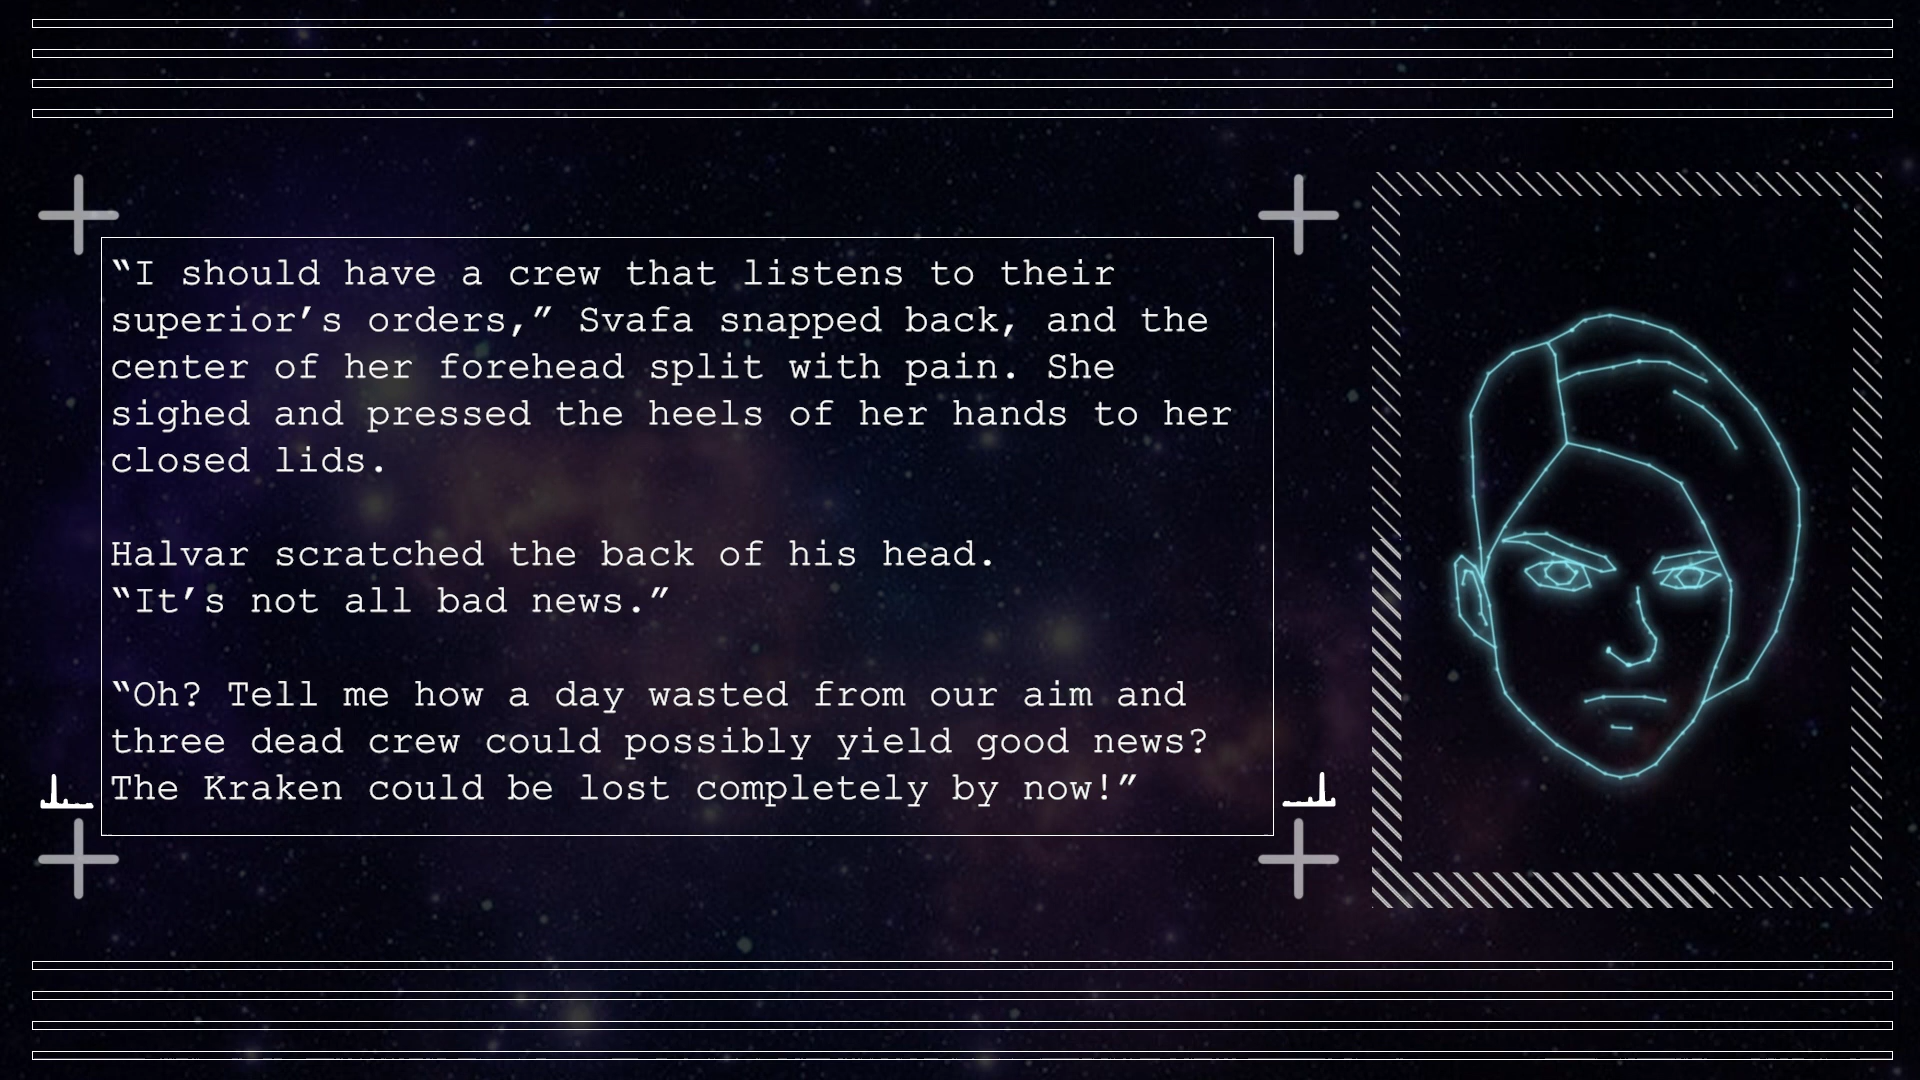 “I should have a crew that listens to their
superior’s orders,” Svafa snapped back, and the
center of her forehead split with pain. She
sighed and pressed the heels of her hands to her
closed lids.
Halvar scratched the back of his head.
“It’s not all bad news.”
“Oh? Tell me how a day wasted from our aim and
three dead crew could possibly yield good news?
The Kraken could be lost completely by now!”